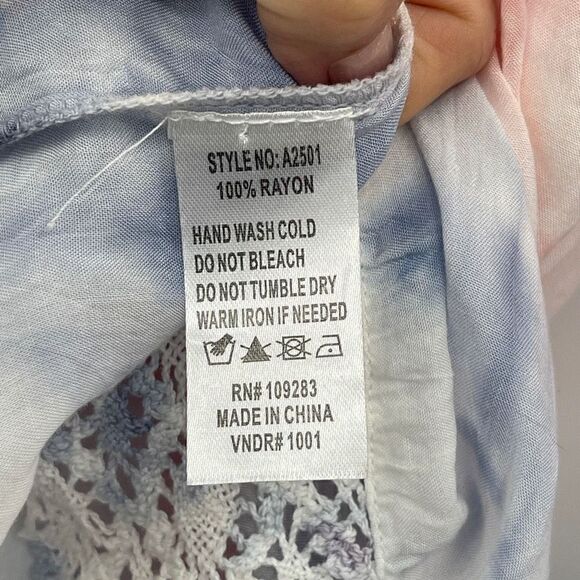 STYLE NO: A2501
100% RAYON
HAND WASH COLD
DO NOT BLEACH
DO NOT TUMBLE DRY
WARM IRON IF NEEDED
RN# 109283
MADE IN CHINA
VNDR# 1001